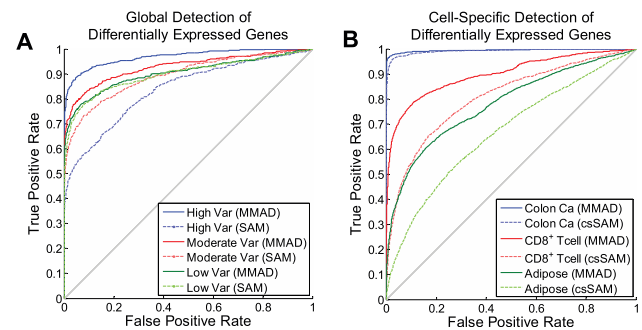 A
Global Detection of
Differentially Expressed Genes
True Positive Rate
1
0.9
0.8
0.7
0.6
0.5
0.4
0.3
0.2
0.1
0
High Var (MMAD)
High Var (SAM)
Moderate Var (MMAD)
Moderate Var (SAM)
Low Var (MMAD)
Low Var (SAM)
0 0.2 0.4 0.6 0.8 1
False Positive Rate
B
Cell-Specific Detection of
Differentially Expressed Genes
True Positive Rate
1
0.9
0.8
0.7
0.6
0.5
0.4
0.3
0.2
0.1
0
Colon Ca (MMAD)
Colon Ca (csSAM)
CD8⁺ Tcell (MMAD)
CD8⁺ Tcell (csSAM)
Adipose (MMAD)
Adipose (csSAM)
0 0.2 0.4 0.6 0.8 1
False Positive Rate